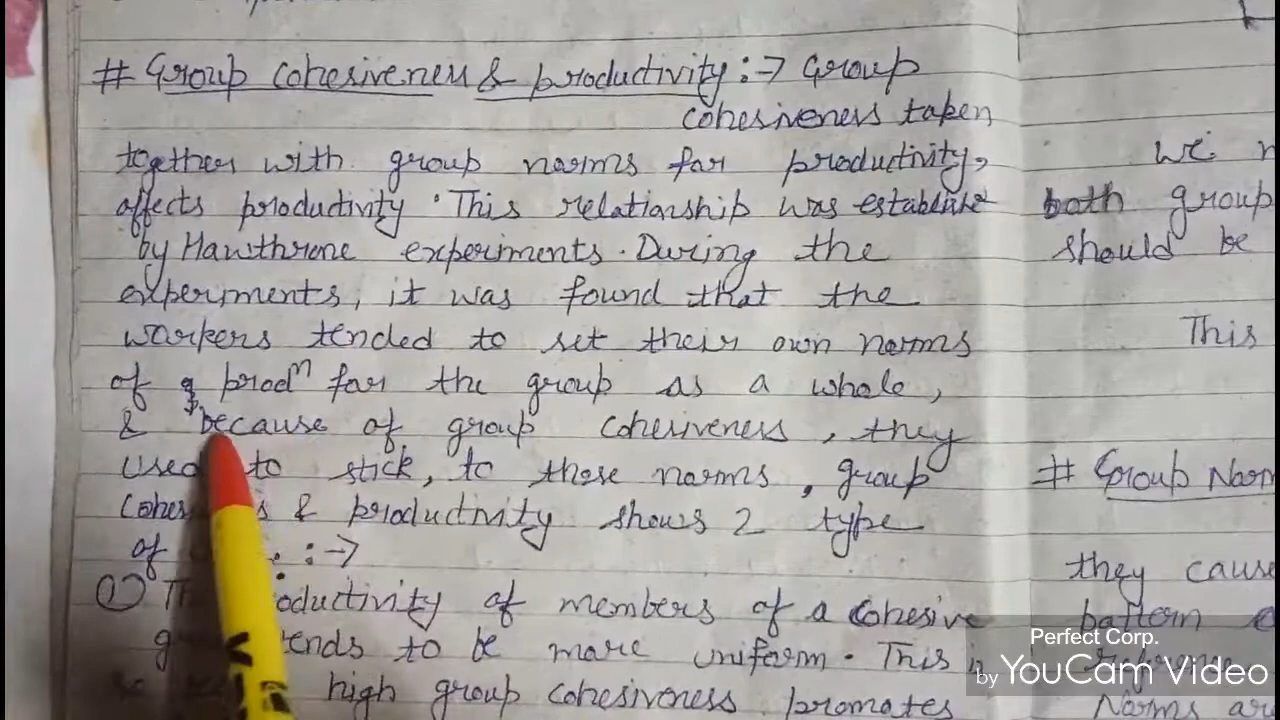 # Group cohesiveness & productivity :→ Group
cohesiveness taken
together with group norms for productivity,
affects productivity. This relationship was establishe
by Hawthrone experiments. During the
experiments, it was found that the
workers tended to set their own norms
of prodⁿ for the group as a whole,
& because of group cohesiveness, they
used to stick, to those norms, group
& productivity shows 2 type
of :→
① of members of a cohesive
to be more uniform. This
high group cohesiveness promotes
We
both group
should be
This
# Group Norm
they cause
pattern
reference
Norms are
Perfect Corp.
by YouCam Video